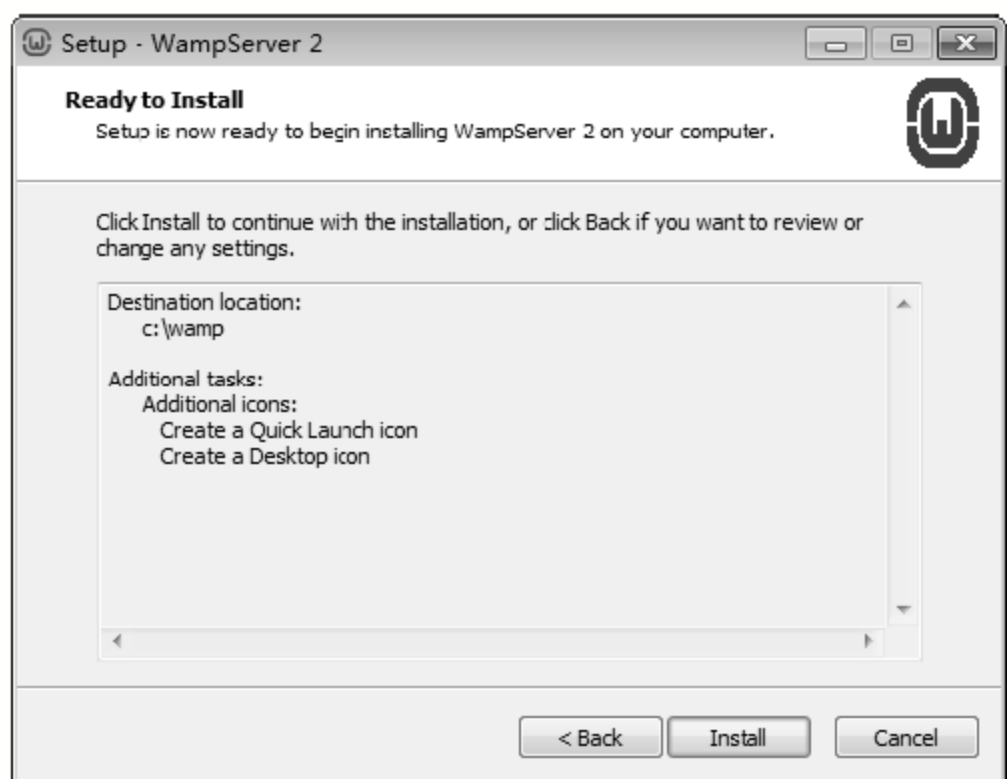 Setup - WampServer 2
Ready to Install
Setup is now ready to begin installing WampServer 2 on your computer.
W
Click Install to continue with the installation, or click Back if you want to review or
change any settings.
Destination location:
c:\wamp
Additional tasks:
Additional icons:
Create a Quick Launch icon
Create a Desktop icon
< Back
Install
Cancel